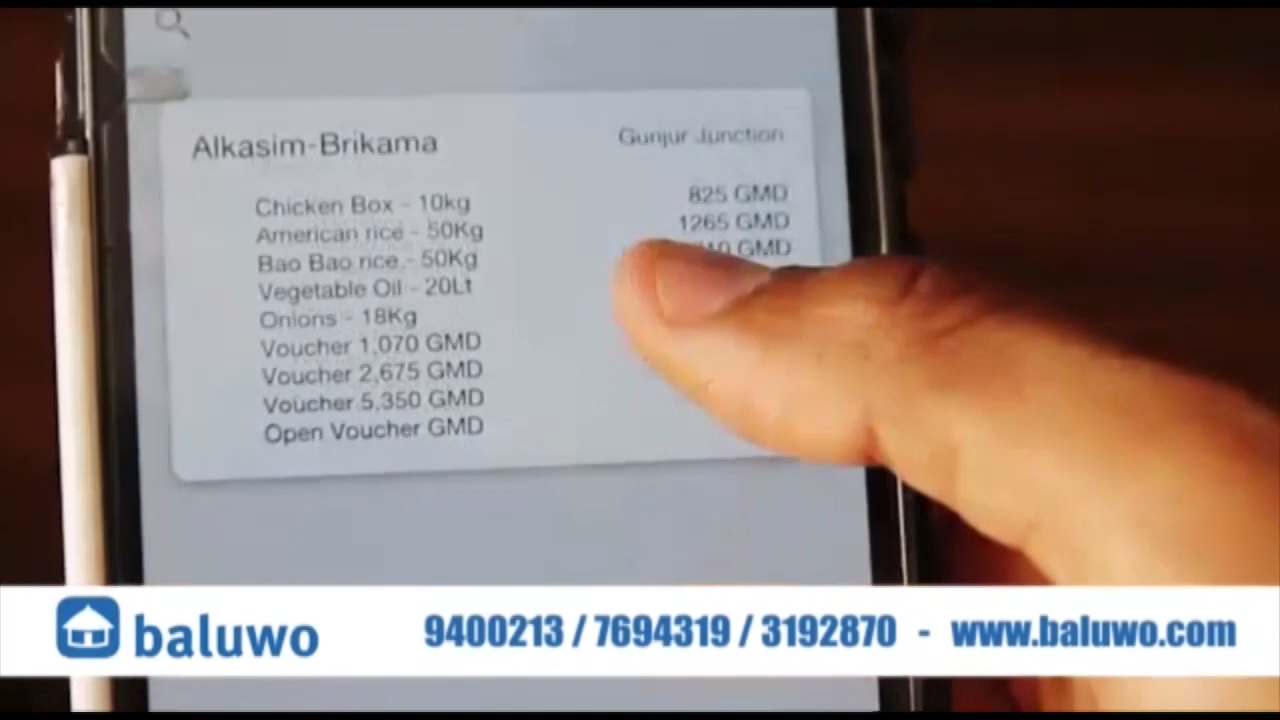 Alkasim-Brikama Gunjur Junction
Chicken Box - 10kg 825 GMD
American rice - 50Kg 1265 GMD
Bao Bao rice - 50Kg GMD
Vegetable Oil - 20Lt
Onions - 18Kg
Voucher 1,070 GMD
Voucher 2,675 GMD
Voucher 5,350 GMD
Open Voucher GMD
baluwo 9400213 / 7694319 / 3192870 - www.baluwo.com